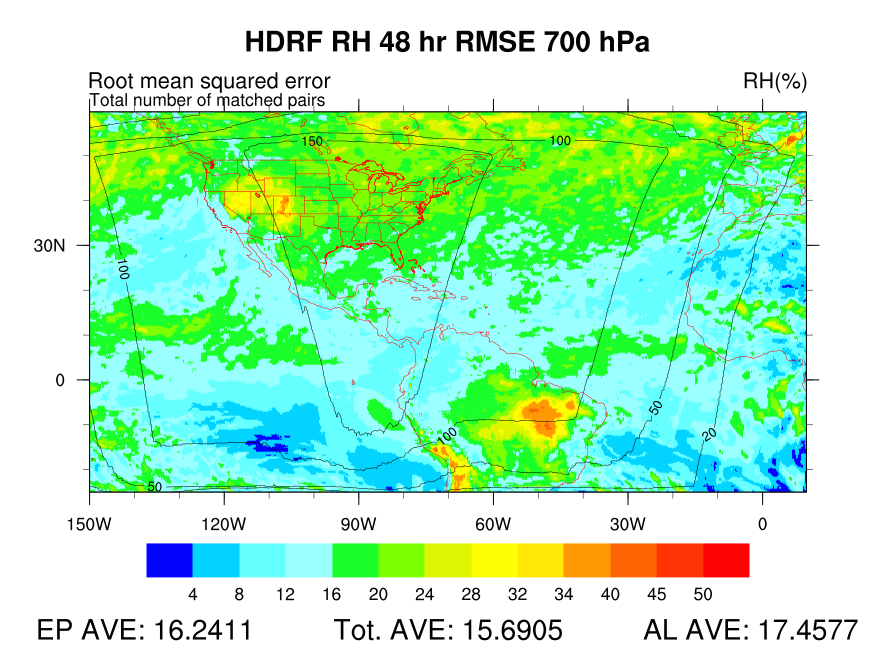 HDRF RH 48 hr RMSE 700 hPa
Root mean squared error RH(%)
Total number of matched pairs
150 100
30N
100
0
50
100 20
50
150W 120W 90W 60W 30W 0
4 8 12 16 20 24 28 32 34 40 45 50
EP AVE: 16.2411 Tot. AVE: 15.6905 AL AVE: 17.4577